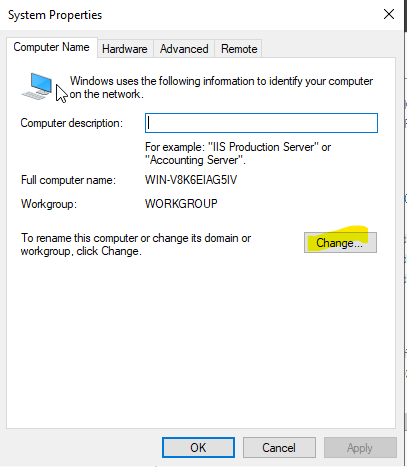 System Properties
Computer Name Hardware Advanced Remote
Windows uses the following information to identify your computer
on the network.
Computer description:
For example: "IIS Production Server" or
"Accounting Server".
Full computer name: WIN-V8K6EIAG5IV
Workgroup: WORKGROUP
To rename this computer or change its domain or
workgroup, click Change.
Change...
OK Cancel Apply